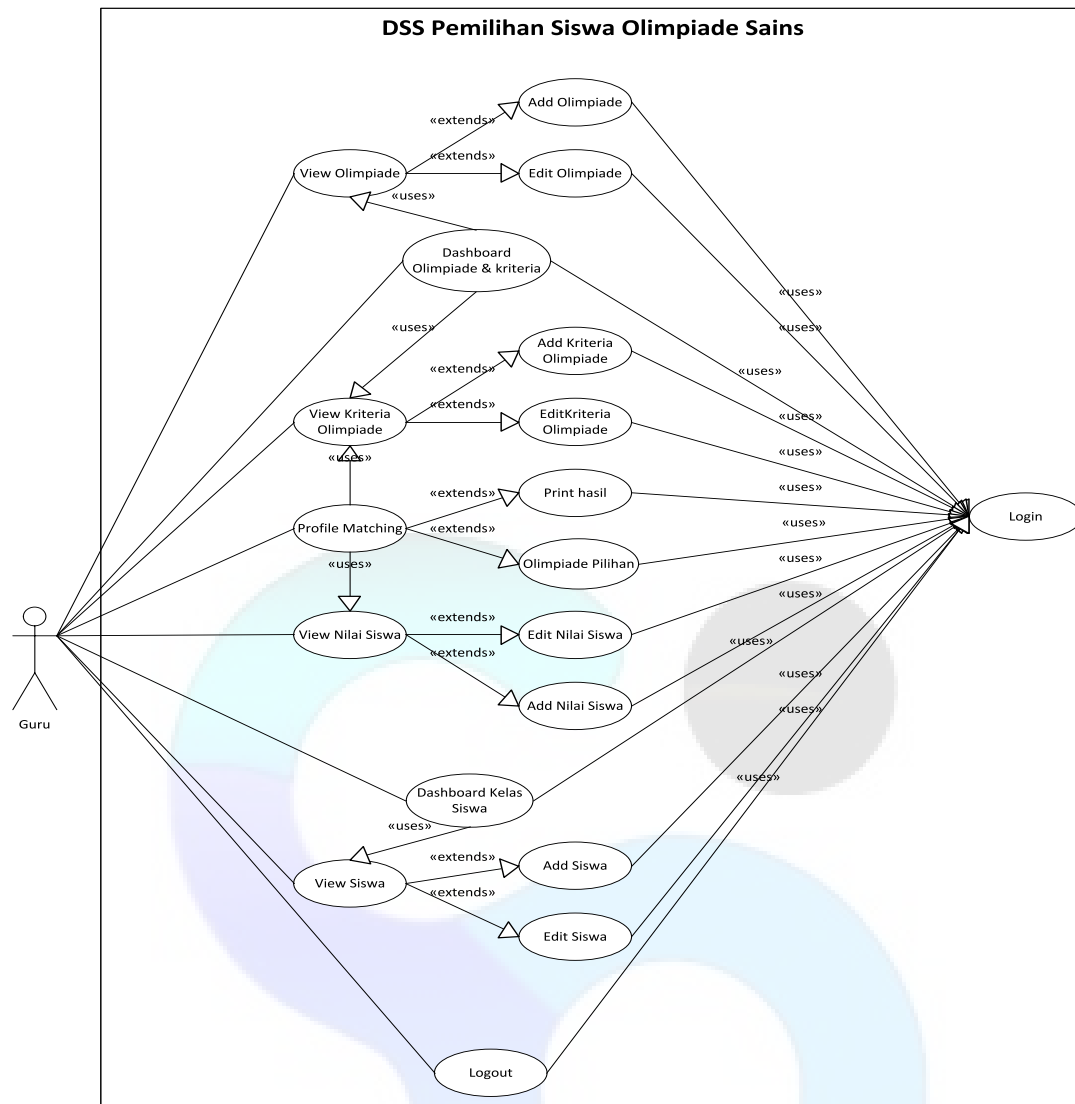 DSS Pemilihan Siswa Olimpiade Sains
Add Olimpiade
«extends»
«extends»
View Olimpiade
Edit Olimpiade
«uses»
Dashboard
Olimpiade & kriteria
«uses»
«uses»
«uses»
Add Kriteria
Olimpiade
«extends»
«uses»
«extends»
View Kriteria
Olimpiade
EditKriteria
Olimpiade
«uses»
«uses»
«uses»
«uses»
«extends»
Print hasil
Login
«extends»
Profile Matching
«uses»
«uses»
Olimpiade Pilihan
«uses»
«uses»
«extends»
View Nilai Siswa
Edit Nilai Siswa
«uses»
«extends»
«uses»
Add Nilai Siswa
«uses»
Guru
«uses»
Dashboard Kelas
Siswa
«uses»
«extends»
Add Siswa
View Siswa
«extends»
Edit Siswa
Logout